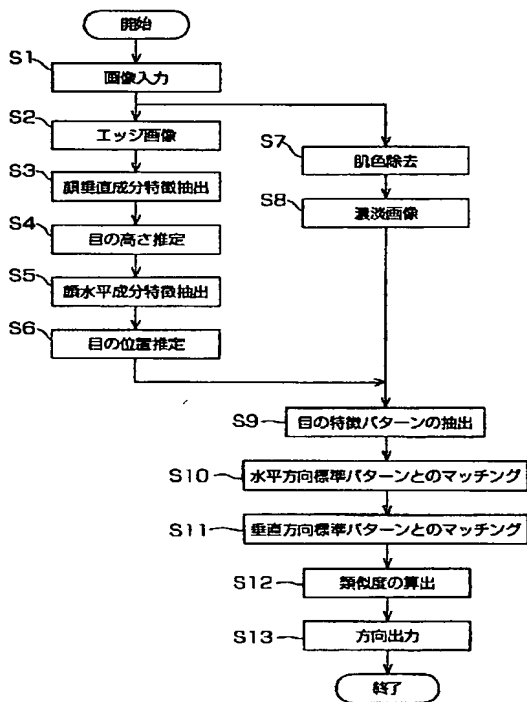 開始
S1 画像入力
S2 エッジ画像
S3 顔垂直成分特徴抽出
S4 目の高さ推定
S5 顔水平成分特徴抽出
S6 目の位置推定
S7 肌色除去
S8 濃淡画像
S9 目の特徴パターンの抽出
S10 水平方向標準パターンとのマッチング
S11 垂直方向標準パターンとのマッチング
S12 類似度の算出
S13 方向出力
終了